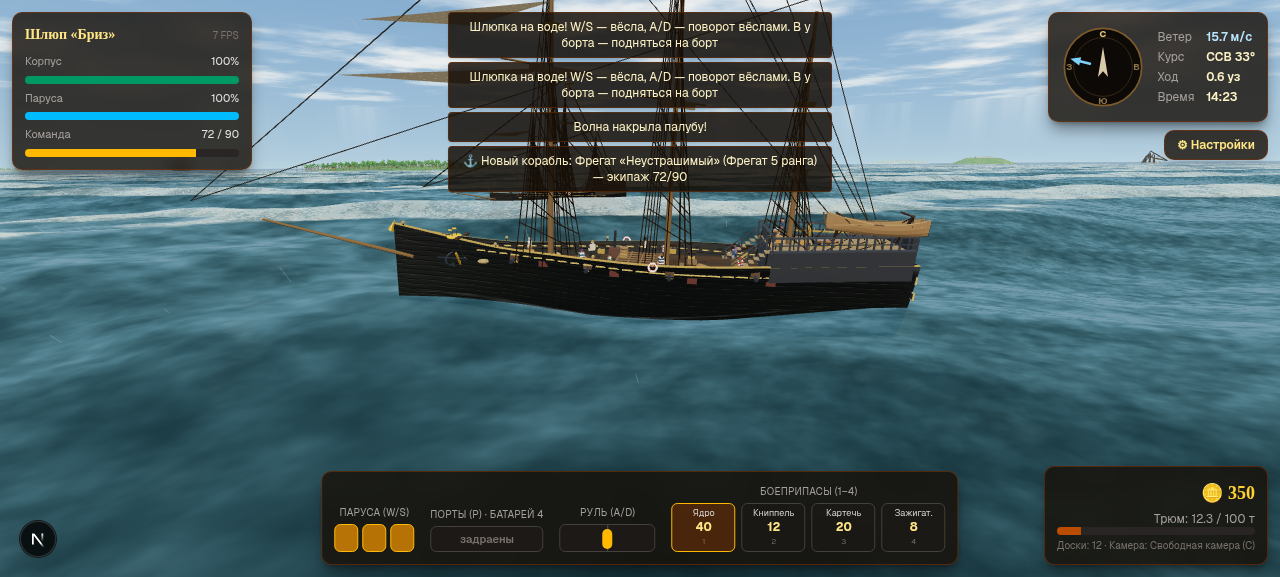 Шлюп «Бриз» 7 FPS
Корпус 100%
Паруса 100%
Команда 72 / 90
Шлюпка на воде! W/S — вёсла, A/D — поворот вёслами. В у
борта — подняться на борт
Шлюпка на воде! W/S — вёсла, A/D — поворот вёслами. В у
борта — подняться на борт
Волна накрыла палубу!
⚓ Новый корабль: Фрегат «Неустрашимый» (Фрегат 5 ранга)
— экипаж 72/90
С
З
В
Ю
Ветер 15.7 м/с
Курс ССВ 33°
Ход 0.6 уз
Время 14:23
⚙ Настройки
ПАРУСА (W/S)
ПОРТЫ (P) · БАТАРЕЙ 4
задраены
РУЛЬ (A/D)
БОЕПРИПАСЫ (1–4)
Ядро
40
1
Книппель
12
2
Картечь
20
3
Зажигат.
8
4
350
Трюм: 12.3 / 100 т
Доски: 12 · Камера: Свободная камера (C)
N